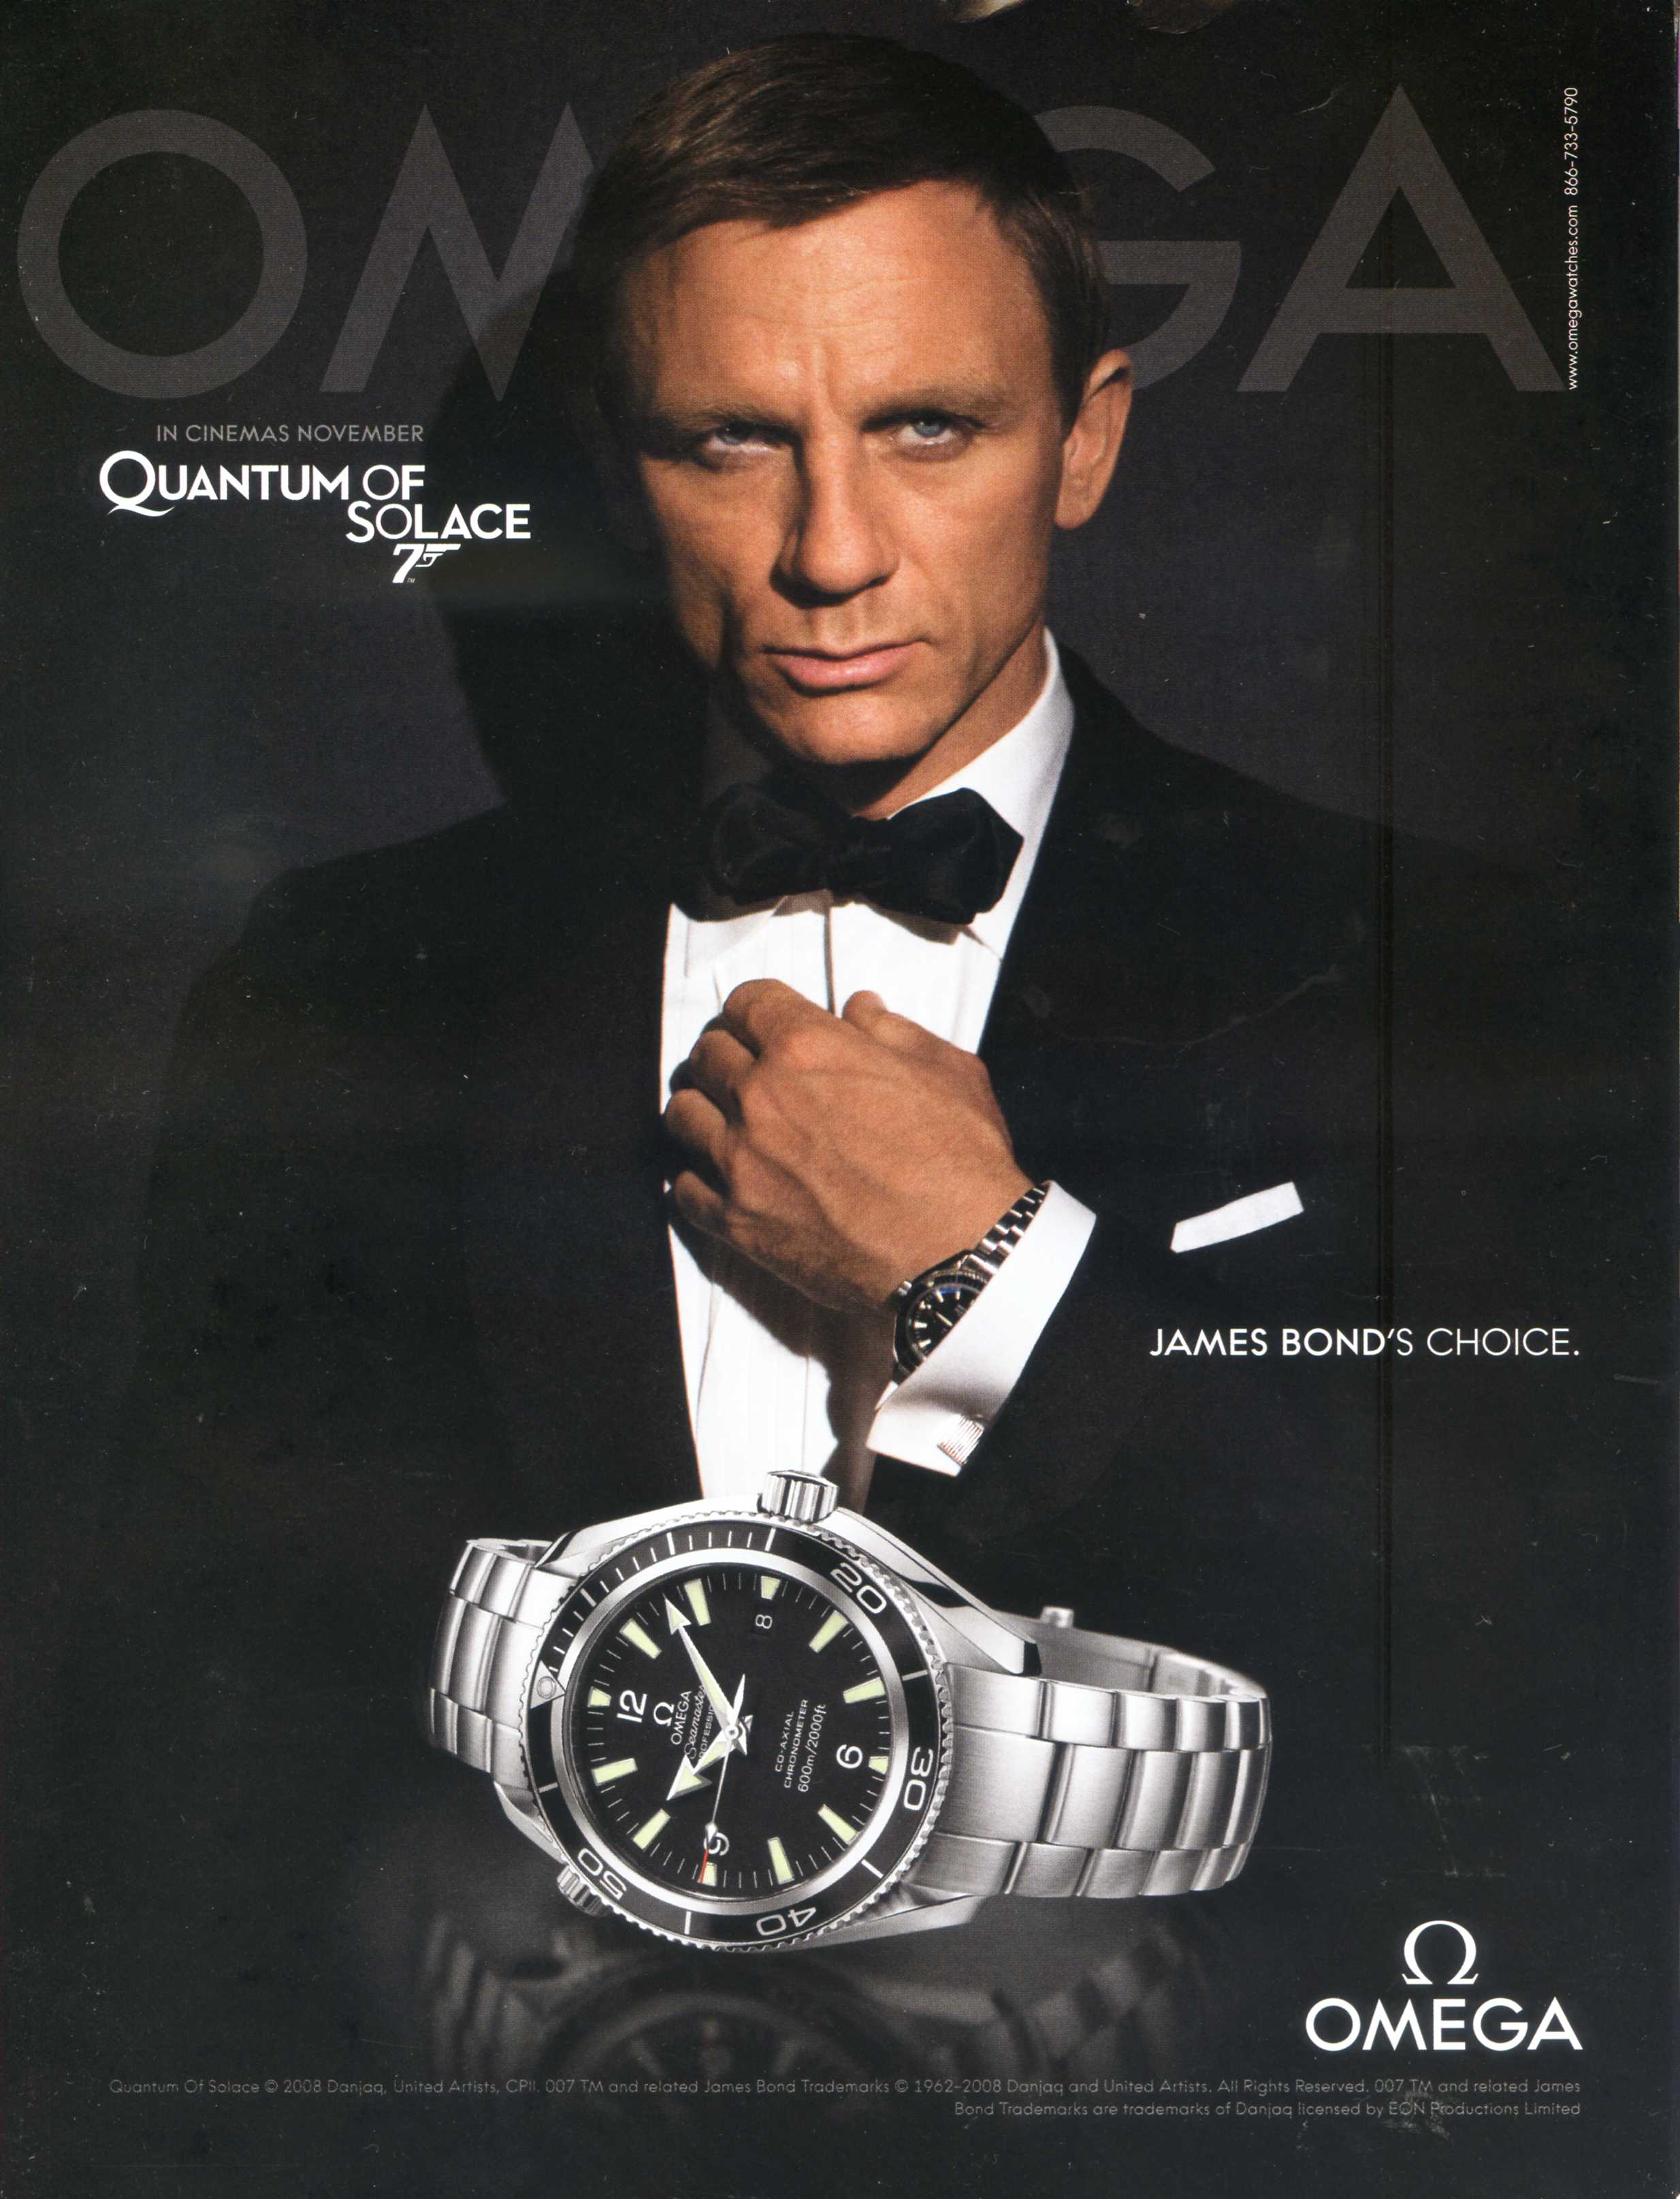 OMEGA
www.omegawatches.com 866-733-5790
IN CINEMAS NOVEMBER
QUANTUM OF
SOLACE
007
TM
JAMES BOND'S CHOICE.
20
30
40
50
12
8
6
9
Ω
OMEGA
Seamaster
PROFESSIONAL
CO-AXIAL
CHRONOMETER
600m/2000ft
Ω
OMEGA
Quantum Of Solace © 2008 Danjaq, United Artists, CPII. 007 TM and related James Bond Trademarks © 1962-2008 Danjaq and United Artists. All Rights Reserved. 007 TM and related James
Bond Trademarks are trademarks of Danjaq licensed by EON Productions Limited